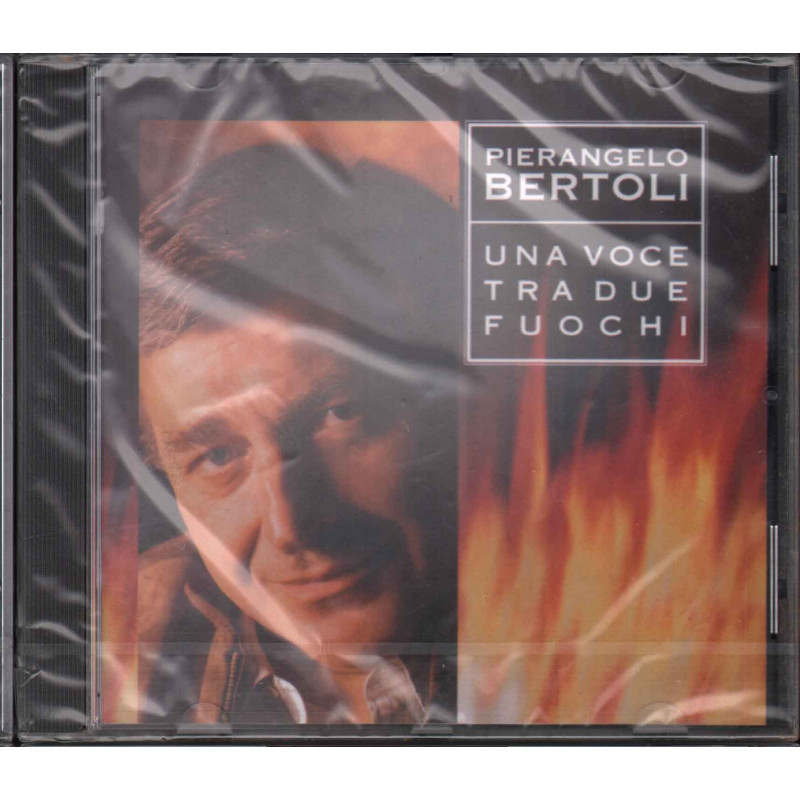 PIERANGELO
BERTOLI
UNA VOCE
TRA DUE
FUOCHI